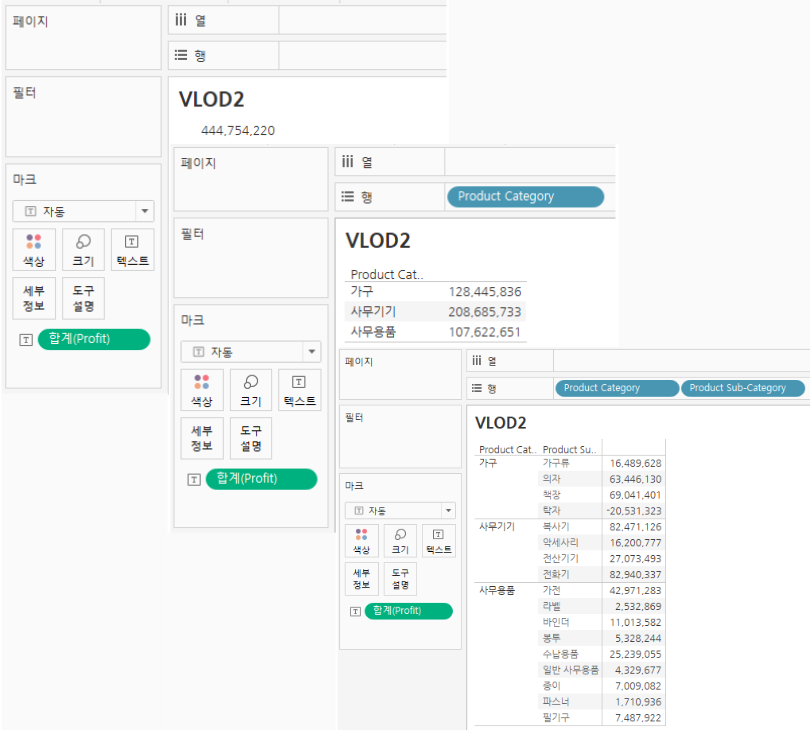 페이지
열
행
필터
VLOD2
444,754,220
마크
자동
색상
크기
텍스트
세부
정보
도구
설명
합계(Profit)
페이지
열
행
Product Category
필터
VLOD2
Product Cat..
가구 128,445,836
사무기기 208,685,733
사무용품 107,622,651
마크
자동
색상
크기
텍스트
세부
정보
도구
설명
합계(Profit)
페이지
열
행
Product Category
Product Sub-Category
필터
VLOD2
Product Cat.. Product Su..
가구 가구류 16,489,628
의자 63,446,130
책장 69,041,401
탁자 -20,531,323
사무기기 복사기 82,471,126
악세사리 16,200,777
전산기기 27,073,493
전화기 82,940,337
사무용품 가전 42,971,283
라벨 2,532,869
바인더 11,013,582
봉투 5,328,244
수납용품 25,239,055
일반 사무용품 4,329,677
종이 7,009,082
파스너 1,710,936
필기구 7,487,922
마크
자동
색상
크기
텍스트
세부
정보
도구
설명
합계(Profit)